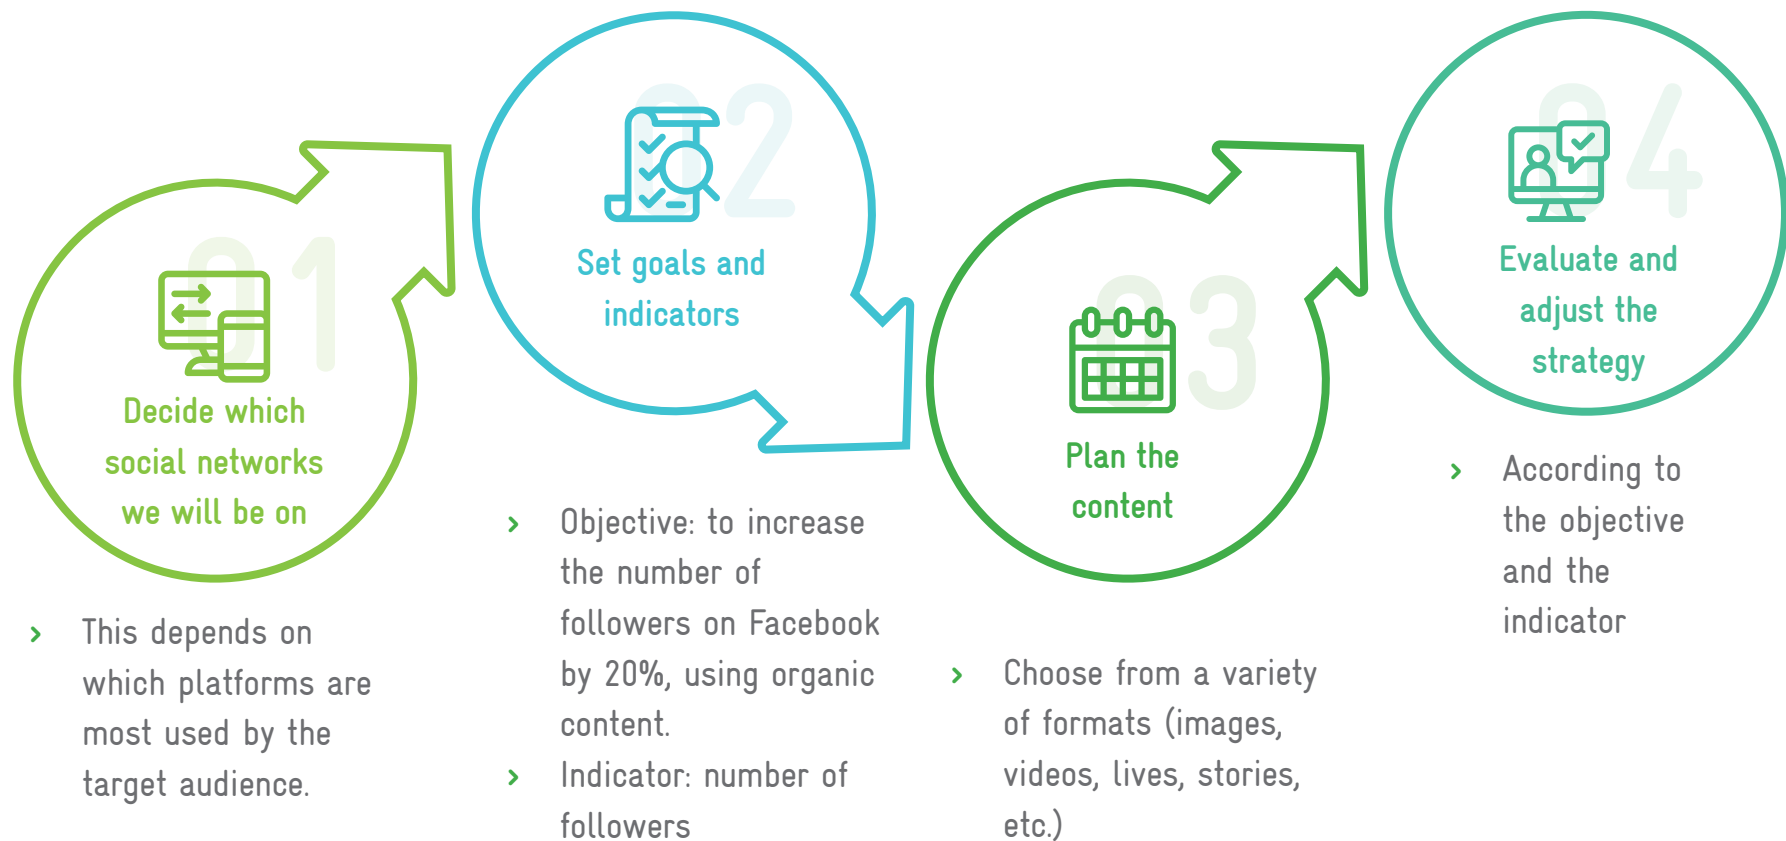 01
Decide which
social networks
we will be on
› This depends on
which platforms are
most used by the
target audience.
02
Set goals and
indicators
› Objective: to increase
the number of
followers on Facebook
by 20%, using organic
content.
› Indicator: number of
followers
03
Plan the
content
› Choose from a variety
of formats (images,
videos, lives, stories,
etc.)
04
Evaluate and
adjust the
strategy
› According to
the objective
and the
indicator